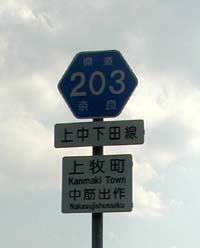 県道
203
奈良
上中下田線
上牧町
Kanmaki Town
中筋出作
Nakasujishussaku